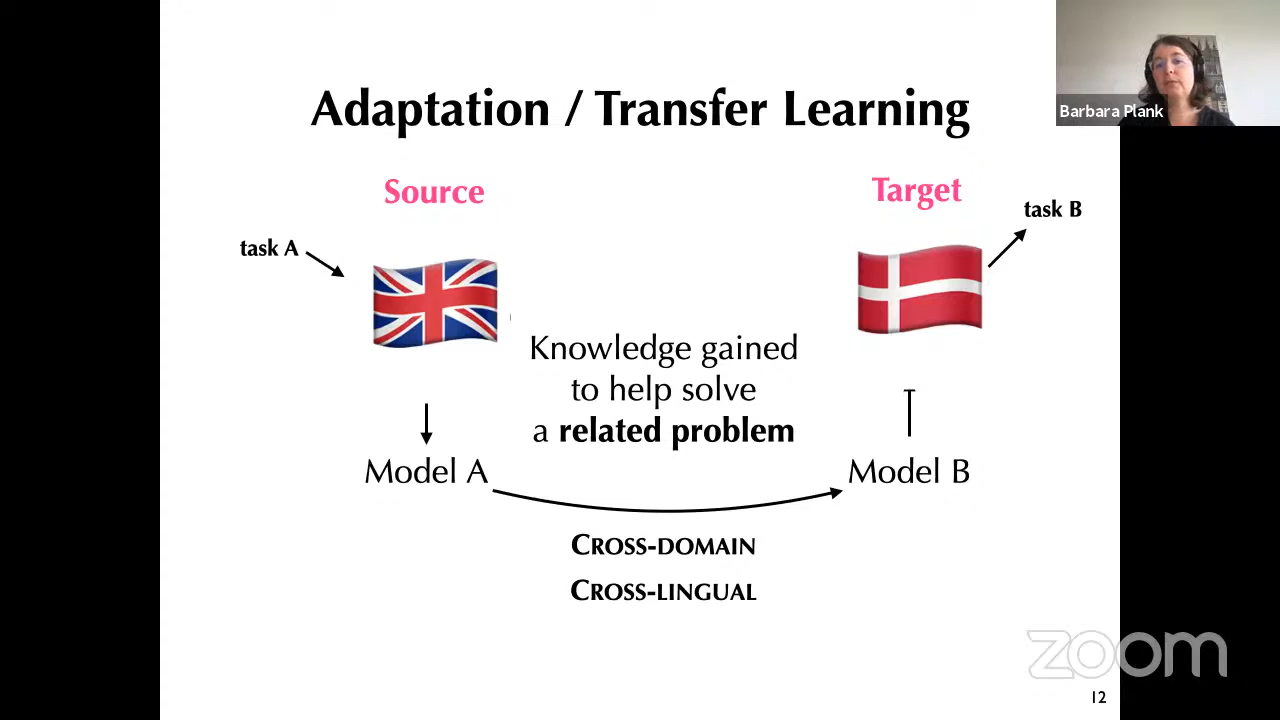 Adaptation / Transfer Learning
Barbara Plank
Source
Target
task A
task B
Knowledge gained
to help solve
a related problem
Model A
Model B
CROSS-DOMAIN
CROSS-LINGUAL
zoom
12